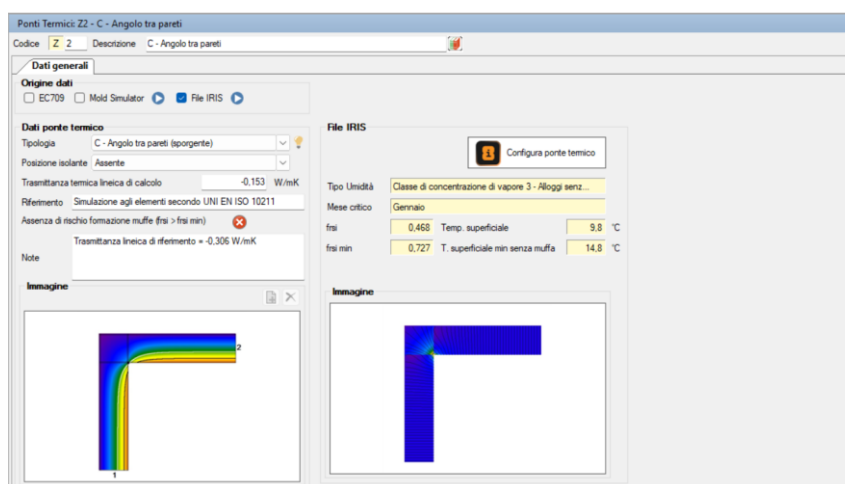 Ponti Termici: Z2 - C - Angolo tra pareti
Codice Z 2 Descrizione C - Angolo tra pareti
Dati generali
Origine dati
EC709 Mold Simulator File IRIS
Dati ponte termico
Tipologia C - Angolo tra pareti (sporgente)
Posizione isolante Assente
Trasmittanza termica lineica di calcolo -0,153 W/mK
Riferimento Simulazione agli elementi secondo UNI EN ISO 10211
Assenza di rischio formazione muffe (frsi > frsi min)
Note Trasmittanza lineica di riferimento = -0,306 W/mK
Immagine
2
1
File IRIS
Configura ponte termico
Tipo Umidità Classe di concentrazione di vapore 3 - Alloggi senz...
Mese critico Gennaio
frsi 0,468 Temp. superficiale 9,8 °C
frsi min 0,727 T. superficiale min senza muffa 14,8 °C
Immagine